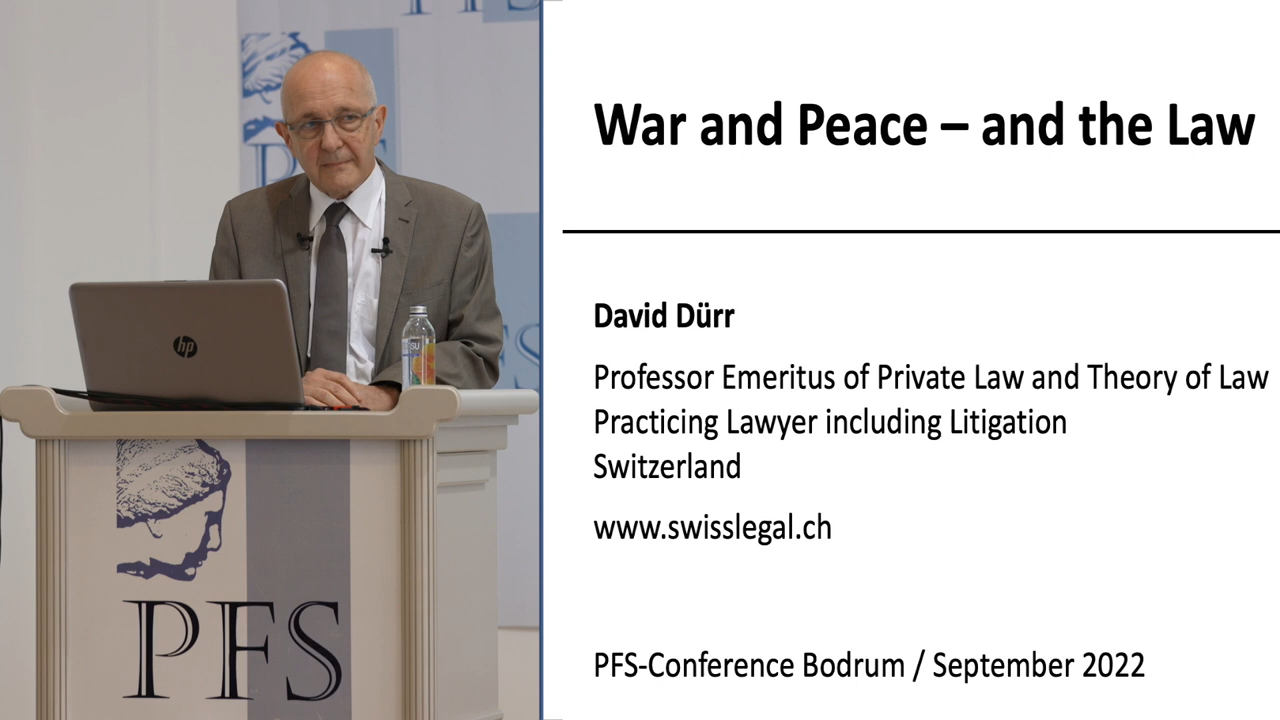 War and Peace – and the Law
David Dürr
Professor Emeritus of Private Law and Theory of Law
Practicing Lawyer including Litigation
Switzerland
www.swisslegal.ch
PFS-Conference Bodrum / September 2022
hp
SU
PFS